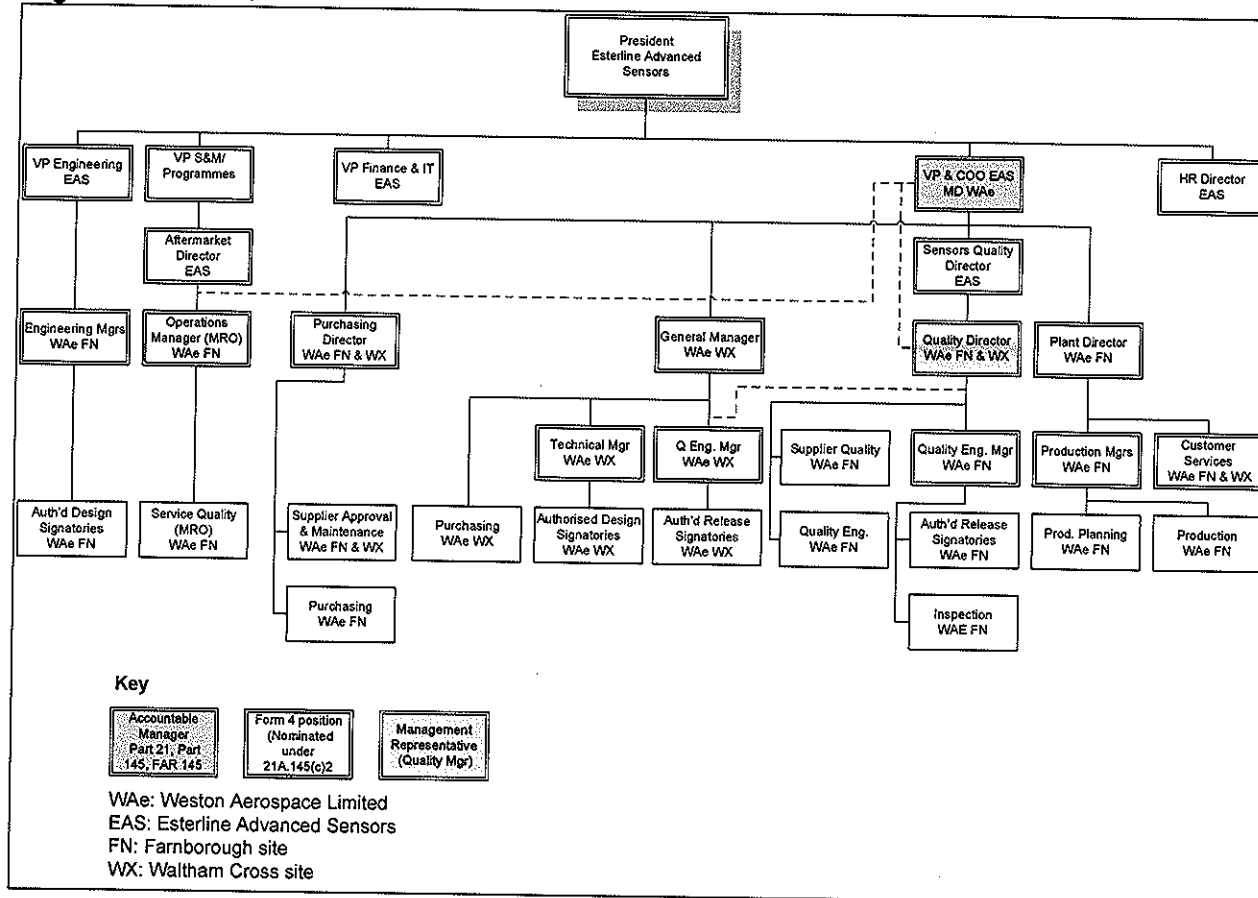 President
Esterline Advanced
Sensors
VP Engineering
EAS
VP S&M/
Programmes
VP Finance & IT
EAS
VP & COO EAS
MD WAe
HR Director
EAS
Aftermarket
Director
EAS
Sensors Quality
Director
EAS
Engineering Mgrs
WAe FN
Operations
Manager (MRO)
WAe FN
Purchasing
Director
WAe FN & WX
General Manager
WAe WX
Quality Director
WAe FN & WX
Plant Director
WAe FN
Technical Mgr
WAe WX
Q Eng. Mgr
WAe WX
Supplier Quality
WAe FN
Quality Eng. Mgr
WAe FN
Production Mgrs
WAe FN
Customer
Services
WAe FN & WX
Auth'd Design
Signatories
WAe FN
Service Quality
(MRO)
WAe FN
Supplier Approval
& Maintenance
WAe FN & WX
Purchasing
WAe WX
Authorised Design
Signatories
WAe WX
Auth'd Release
Signatories
WAe WX
Quality Eng.
WAe FN
Auth'd Release
Signatories
WAe FN
Prod. Planning
WAe FN
Production
WAe FN
Purchasing
WAe FN
Inspection
WAE FN
Key
Accountable
Manager
Part 21, Part
145, FAR 145
Form 4 position
(Nominated
under
21A.145(c)2
Management
Representative
(Quality Mgr)
WAe: Weston Aerospace Limited
EAS: Esterline Advanced Sensors
FN: Farnborough site
WX: Waltham Cross site